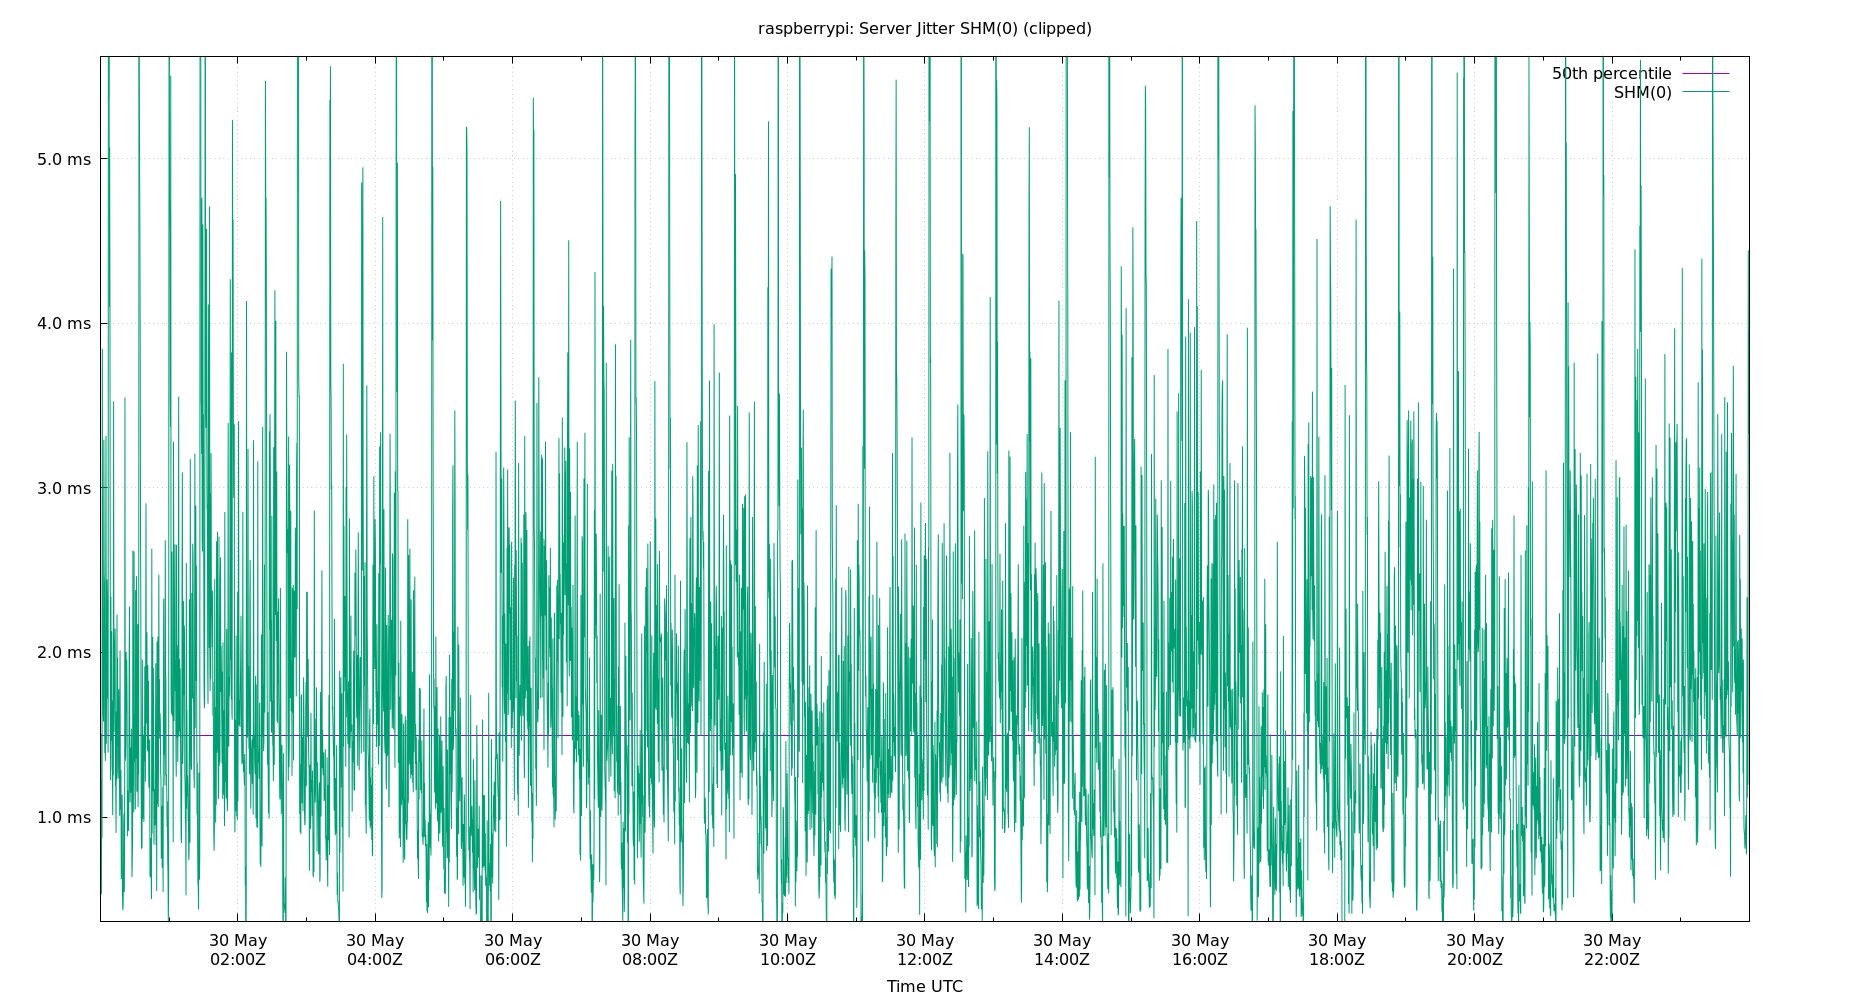 raspberrypi: Server Jitter SHM(0) (clipped)
50th percentile
SHM(0)
5.0 ms
4.0 ms
3.0 ms
2.0 ms
1.0 ms
30 May 30 May 30 May 30 May 30 May 30 May 30 May 30 May 30 May 30 May 30 May
02:00Z 04:00Z 06:00Z 08:00Z 10:00Z 12:00Z 14:00Z 16:00Z 18:00Z 20:00Z 22:00Z
Time UTC